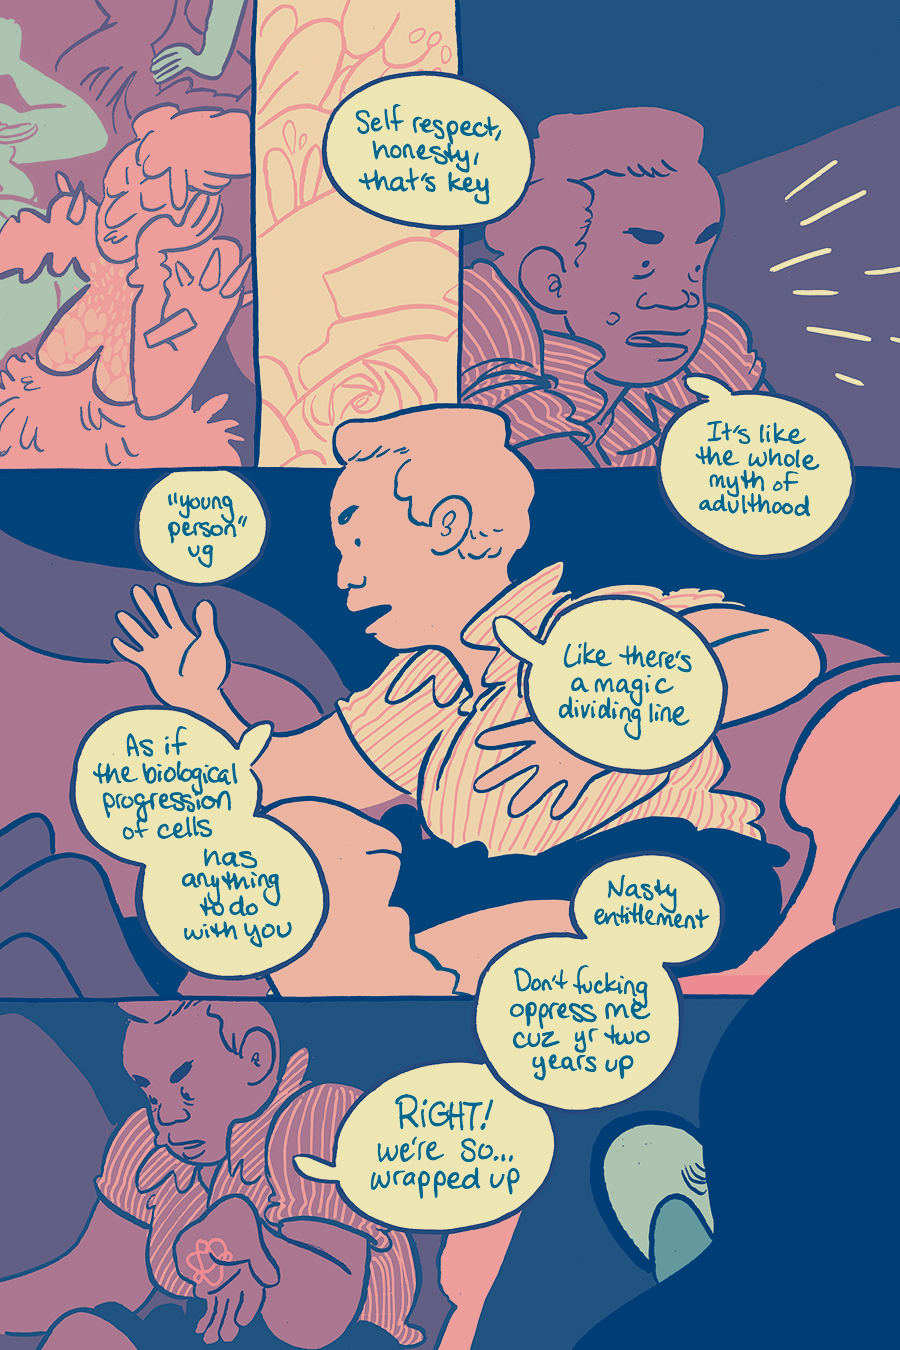 Self respect,
honesty,
that's key
It's like
the whole
myth of
adulthood
"young
person"
ug
Like there's
a magic
dividing line
As if
the biological
progression
of cells
has
anything
to do
with you
Nasty
entitlement
Don't fucking
oppress me
cuz yr two
years up
RiGHT!
we're so...
wrapped up